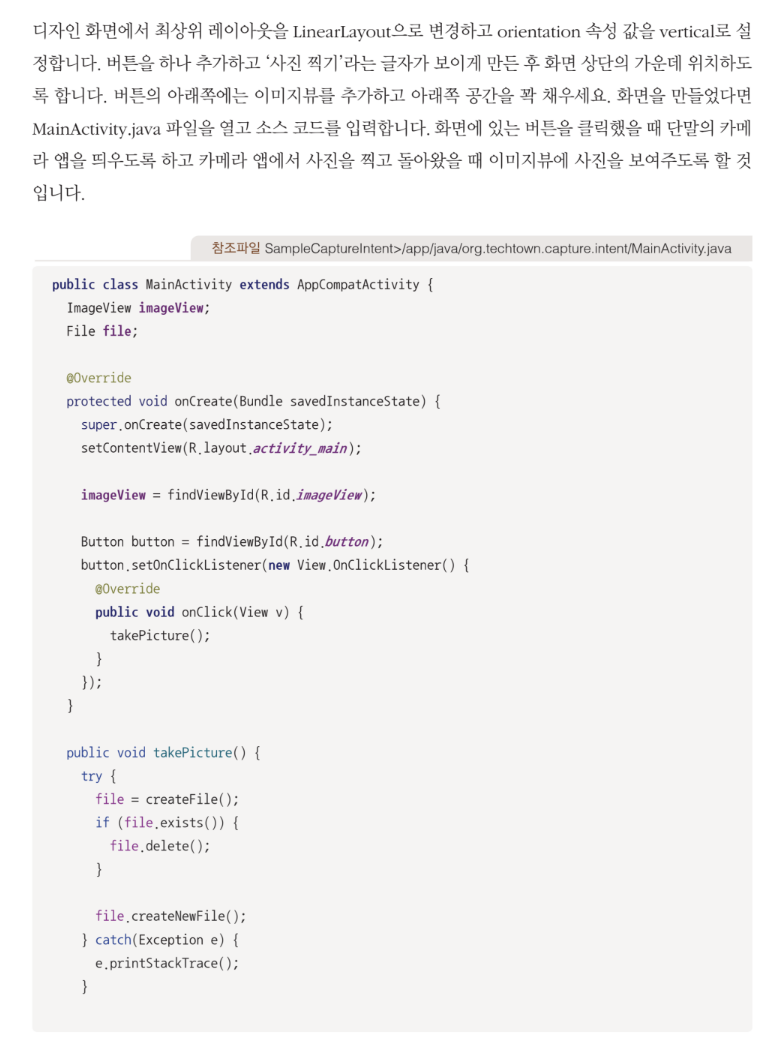 디자인 화면에서 최상위 레이아웃을 LinearLayout으로 변경하고 orientation 속성 값을 vertical로 설
정합니다. 버튼을 하나 추가하고 ‘사진 찍기’라는 글자가 보이게 만든 후 화면 상단의 가운데 위치하도
록 합니다. 버튼의 아래쪽에는 이미지뷰를 추가하고 아래쪽 공간을 꽉 채우세요. 화면을 만들었다면
MainActivity.java 파일을 열고 소스 코드를 입력합니다. 화면에 있는 버튼을 클릭했을 때 단말의 카메
라 앱을 띄우도록 하고 카메라 앱에서 사진을 찍고 돌아왔을 때 이미지뷰에 사진을 보여주도록 할 것
입니다.
참조파일 SampleCaptureIntent>/app/java/org.techtown.capture.intent/MainActivity.java
public class MainActivity extends AppCompatActivity {
ImageView imageView;
File file;
@Override
protected void onCreate(Bundle savedInstanceState) {
super.onCreate(savedInstanceState);
setContentView(R.layout.activity_main);
imageView = findViewById(R.id.imageView);
Button button = findViewById(R.id.button);
button.setOnClickListener(new View.OnClickListener() {
@Override
public void onClick(View v) {
takePicture();
}
});
}
public void takePicture() {
try {
file = createFile();
if (file.exists()) {
file.delete();
}
file.createNewFile();
} catch(Exception e) {
e.printStackTrace();
}